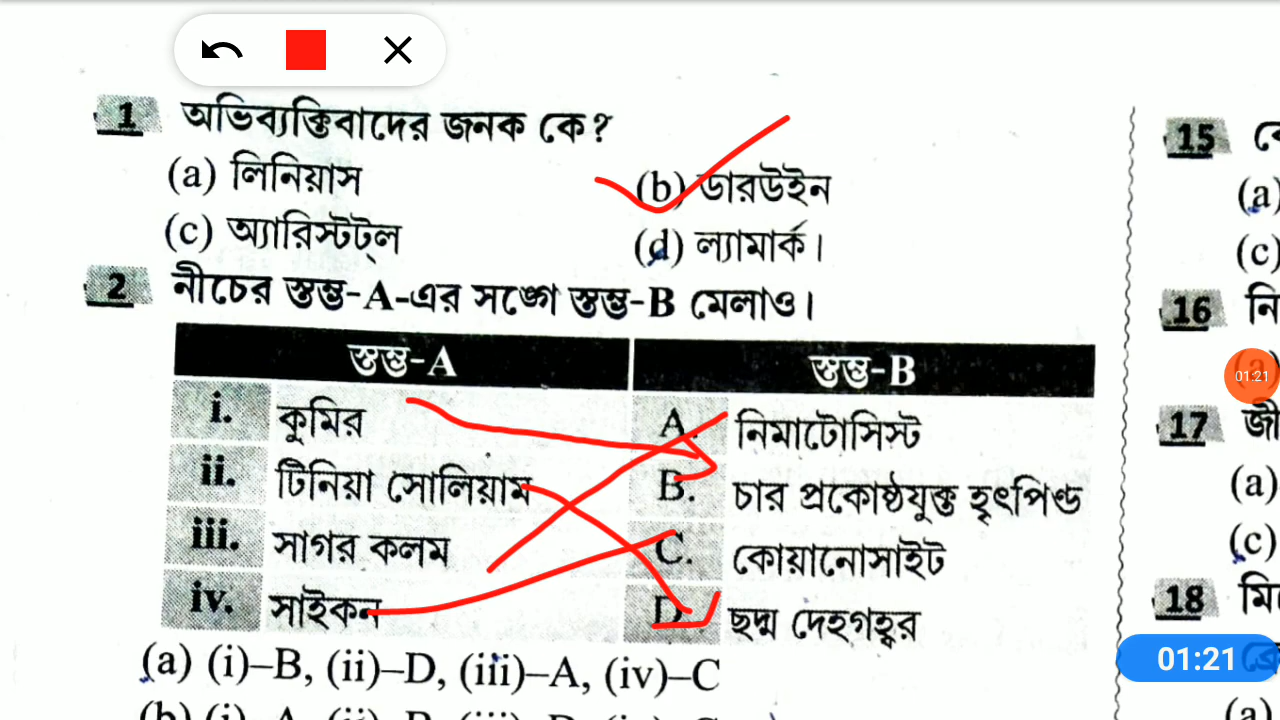 1 অভিব্যক্তিবাদের জনক কে?
(a) লিনিয়াস (b) ডারউইন
(c) অ্যারিস্টট্ল (d) ল্যামার্ক।
2 নীচের স্তম্ভ-A-এর সঙ্গে স্তম্ভ-B মেলাও।
স্তম্ভ-A স্তম্ভ-B
i. কুমির A. নিমাটোসিস্ট
ii. টিনিয়া সোলিয়াম B. চার প্রকোষ্ঠযুক্ত হৃৎপিণ্ড
iii. সাগর কলম C. কোয়ানোসাইট
iv. সাইকন D. ছদ্ম দেহগহ্বর
(a) (i)–B, (ii)–D, (iii)–A, (iv)–C
15
(a)
(c)
16 নি
01:21
17 জী
(a)
(c)
18 মি
01:21
(a)